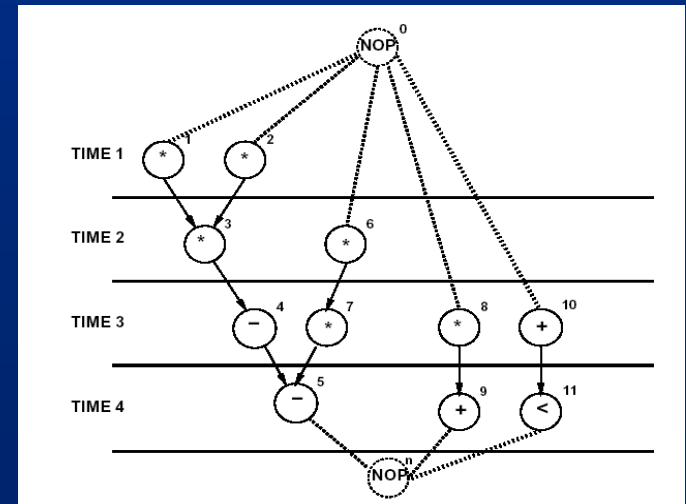 NOP 0
TIME 1
* 1
* 2
TIME 2
* 3
* 6
TIME 3
- 4
* 7
* 8
+ 10
TIME 4
- 5
+ 9
< 11
NOP n